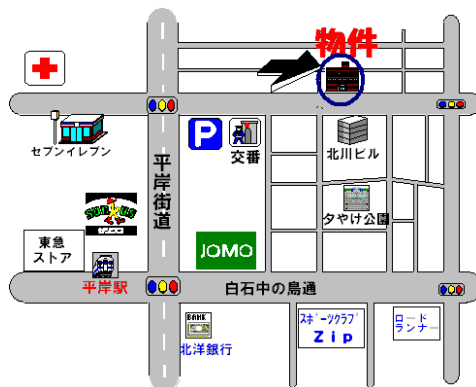 物件
P
交番
北川ビル
セブンイレブン
平岸街道
夕やけ公園
SUNKUS
東急
ストア
JOMO
平岸駅
白石中の島通
BANK
北洋銀行
スポーツクラブ
Zip
ロード
ランナー